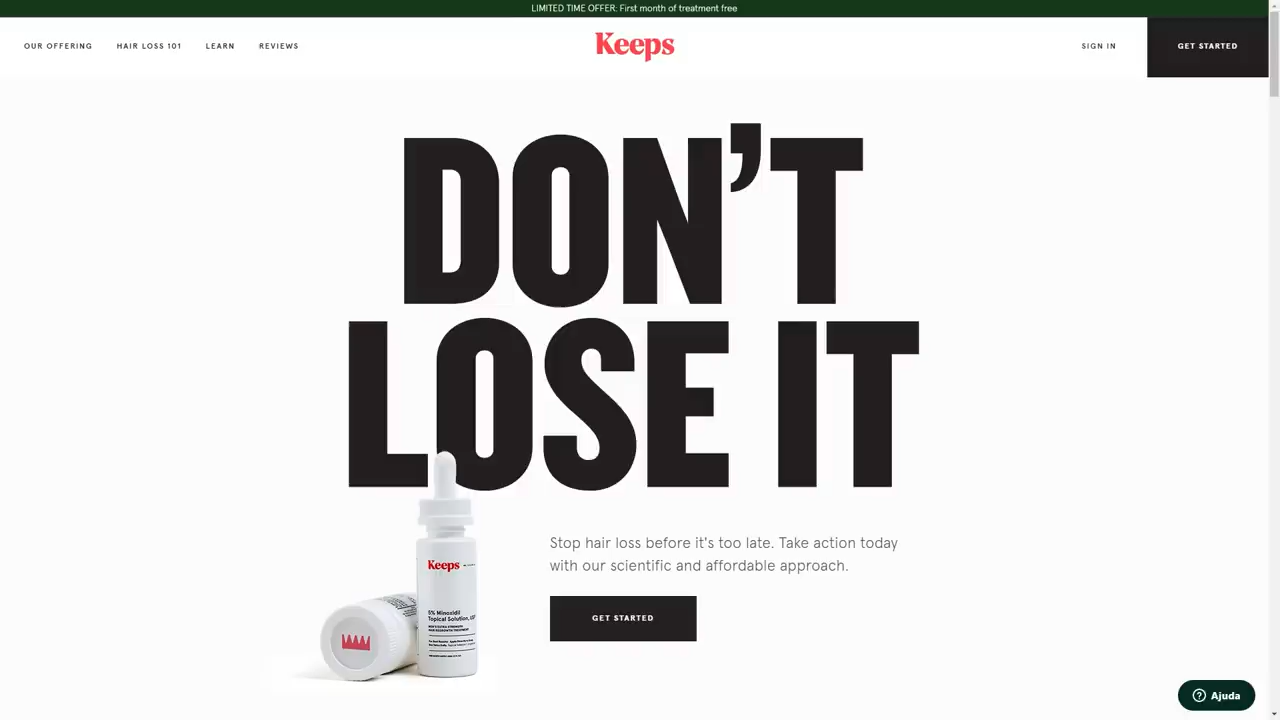 LIMITED TIME OFFER: First month of treatment free
OUR OFFERING
HAIR LOSS 101
LEARN
REVIEWS
Keeps
SIGN IN
GET STARTED
DON'T
LOSE IT
Stop hair loss before it's too late. Take action today
with our scientific and affordable approach.
GET STARTED
Keeps
5% Minoxidil
Topical Solution, USP
Ajuda